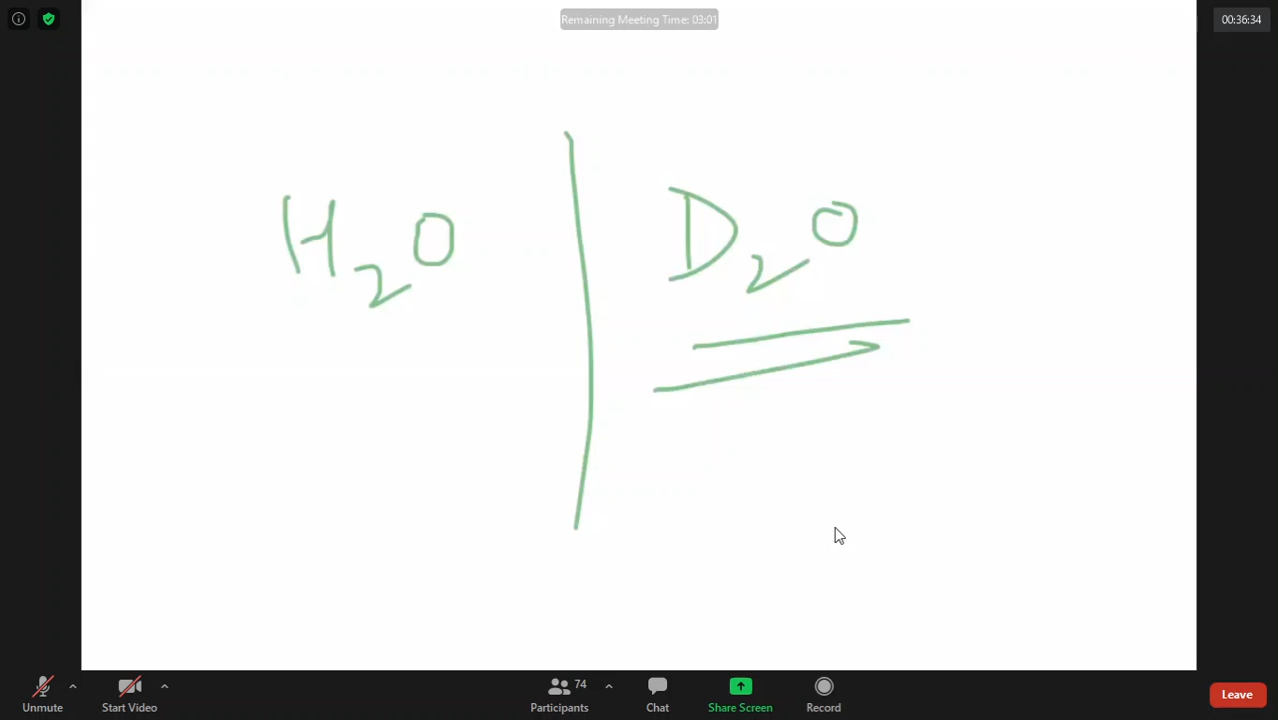 Remaining Meeting Time: 03:01
00:36:34
H2O
D2O
Unmute
Start Video
74
Participants
Chat
Share Screen
Record
Leave